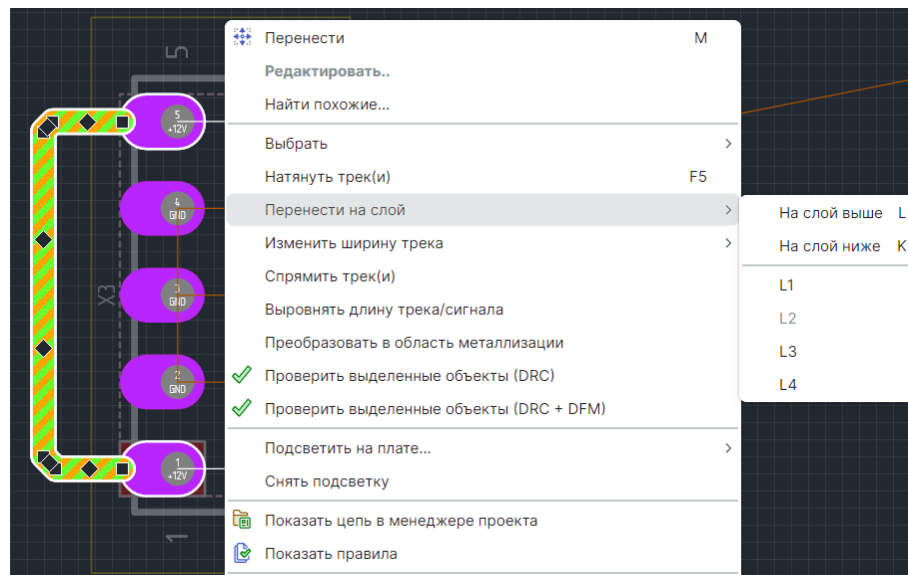 5
5
+12V
4
GND
X3
3
GND
2
GND
1
+12V
1
Перенести M
Редактировать..
Найти похожие...
Выбрать
Натянуть трек(и) F5
Перенести на слой
Изменить ширину трека
Спрямить трек(и)
Выровнять длину трека/сигнала
Преобразовать в область металлизации
Проверить выделенные объекты (DRC)
Проверить выделенные объекты (DRC + DFM)
Подсветить на плате...
Снять подсветку
Показать цепь в менеджере проекта
Показать правила
На слой выше L
На слой ниже K
L1
L2
L3
L4